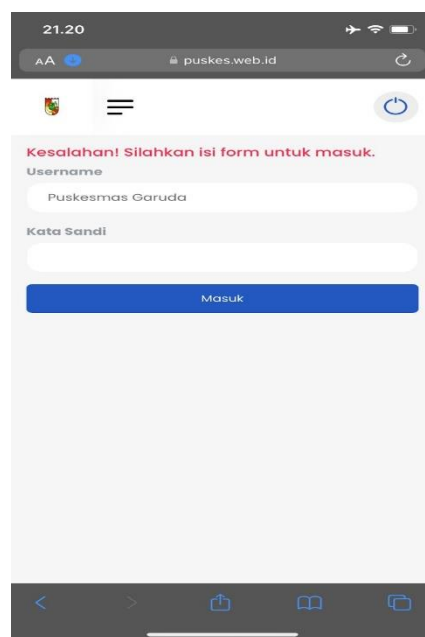 21.20
AA
puskes.web.id
Kesalahan! Silahkan isi form untuk masuk.
Username
Puskesmas Garuda
Kata Sandi
Masuk